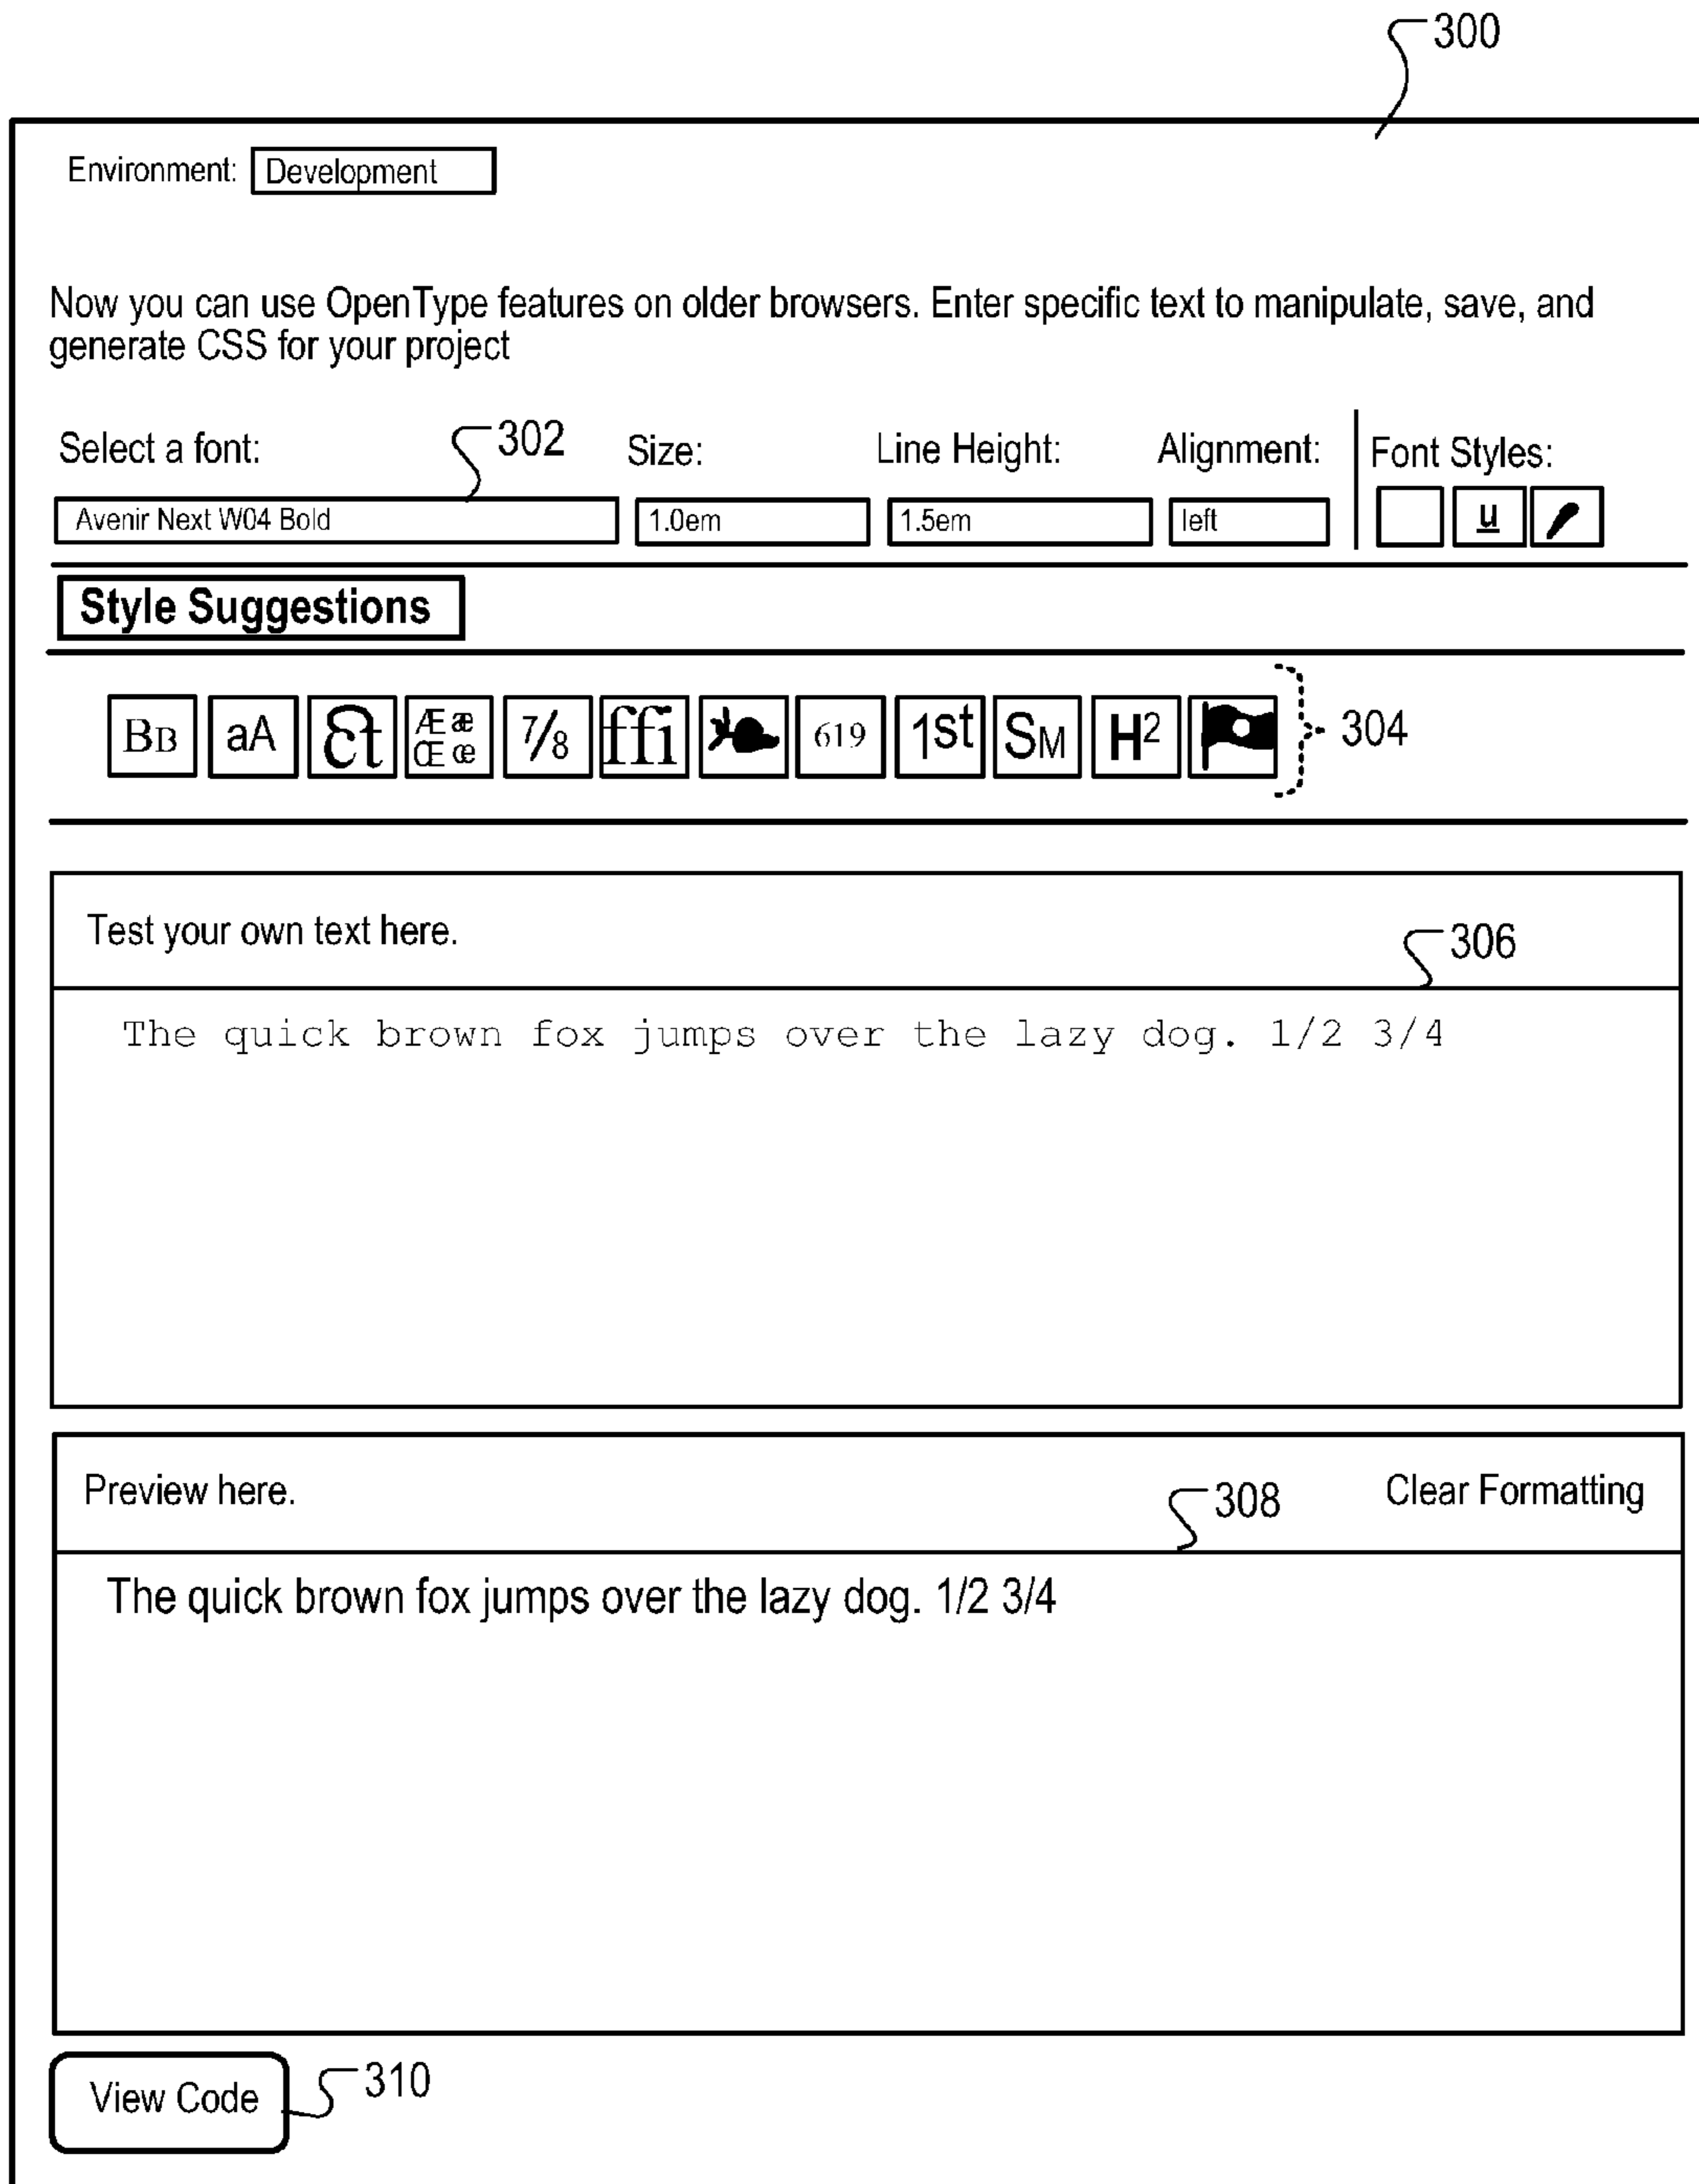 300
Environment: Development
Now you can use OpenType features on older browsers. Enter specific text to manipulate, save, and
generate CSS for your project
Select a font: 302 Size: Line Height: Alignment: Font Styles:
Avenir Next W04 Bold 1.0em 1.5em left u
Style Suggestions
BB aA st Æ æ Œ œ 7/8 ffi 619 1st SM H² 304
Test your own text here. 306
The quick brown fox jumps over the lazy dog. 1/2 3/4
Preview here. 308 Clear Formatting
The quick brown fox jumps over the lazy dog. 1/2 3/4
View Code 310